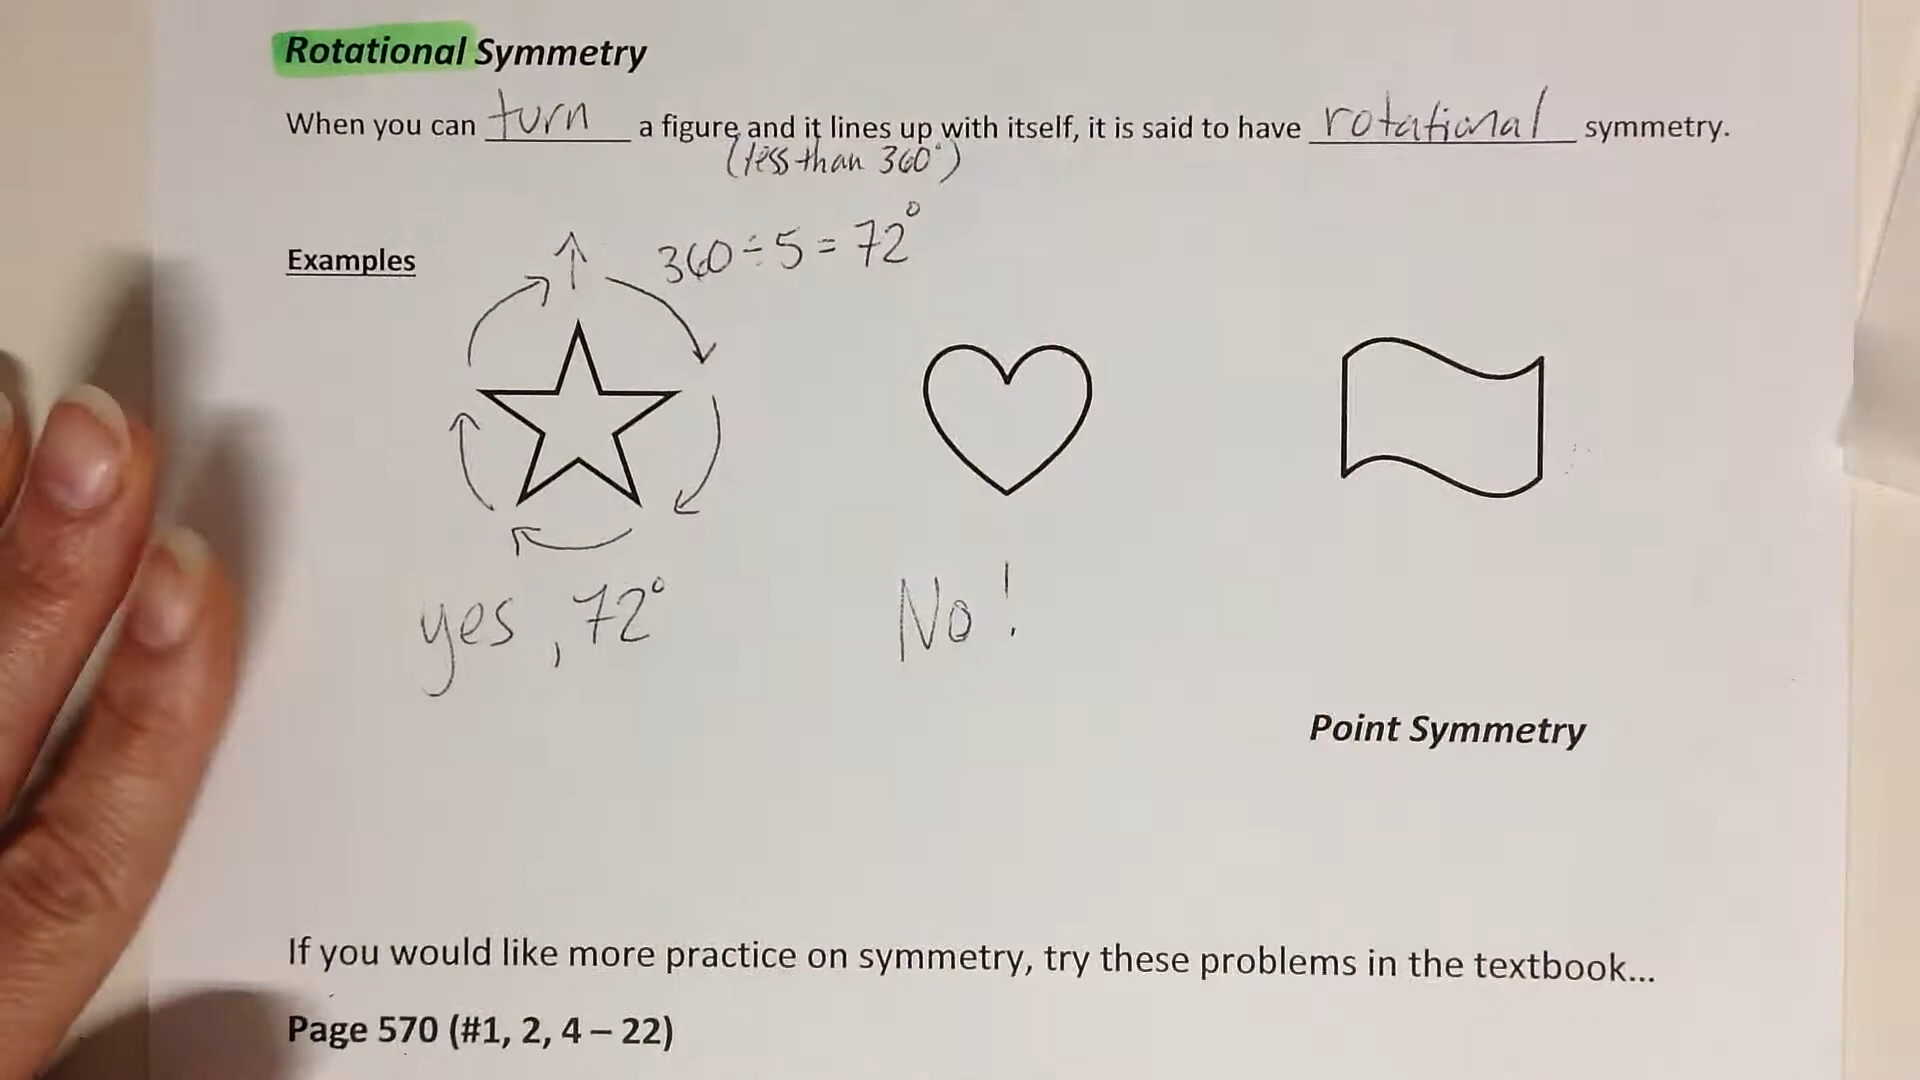 Rotational Symmetry
When you can turn a figure and it lines up with itself, it is said to have rotational symmetry.
(less than 360°)
Examples
360 ÷ 5 = 72°
yes, 72°
No!
Point Symmetry
If you would like more practice on symmetry, try these problems in the textbook...
Page 570 (#1, 2, 4 – 22)